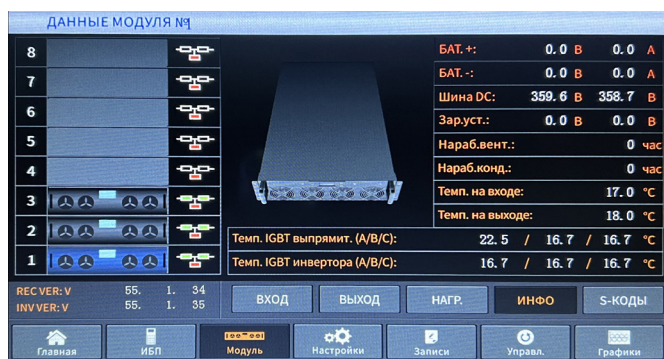 ДАННЫЕ МОДУЛЯ №1
8
7
6
5
4
3
2
1
БАТ. +: 0.0 В 0.0 А
БАТ. -: 0.0 В 0.0 А
Шина DC: 359.6 В 358.7 В
Зар.уст.: 0.0 В 0.0 В
Нараб.вент.: 0 час
Нараб.конд.: 0 час
Темп. на входе: 17.0 °C
Темп. на выходе: 18.0 °C
Темп. IGBT выпрямит. (A/B/C): 22.5 / 16.7 / 16.7 °C
Темп. IGBT инвертора (A/B/C): 16.7 / 16.7 / 16.7 °C
REC VER: V 55. 1. 34
INV VER: V 55. 1. 35
ВХОД ВЫХОД НАГР. ИНФО S-КОДЫ
Главная ИБП Модуль Настройки Записи Управл. Графики